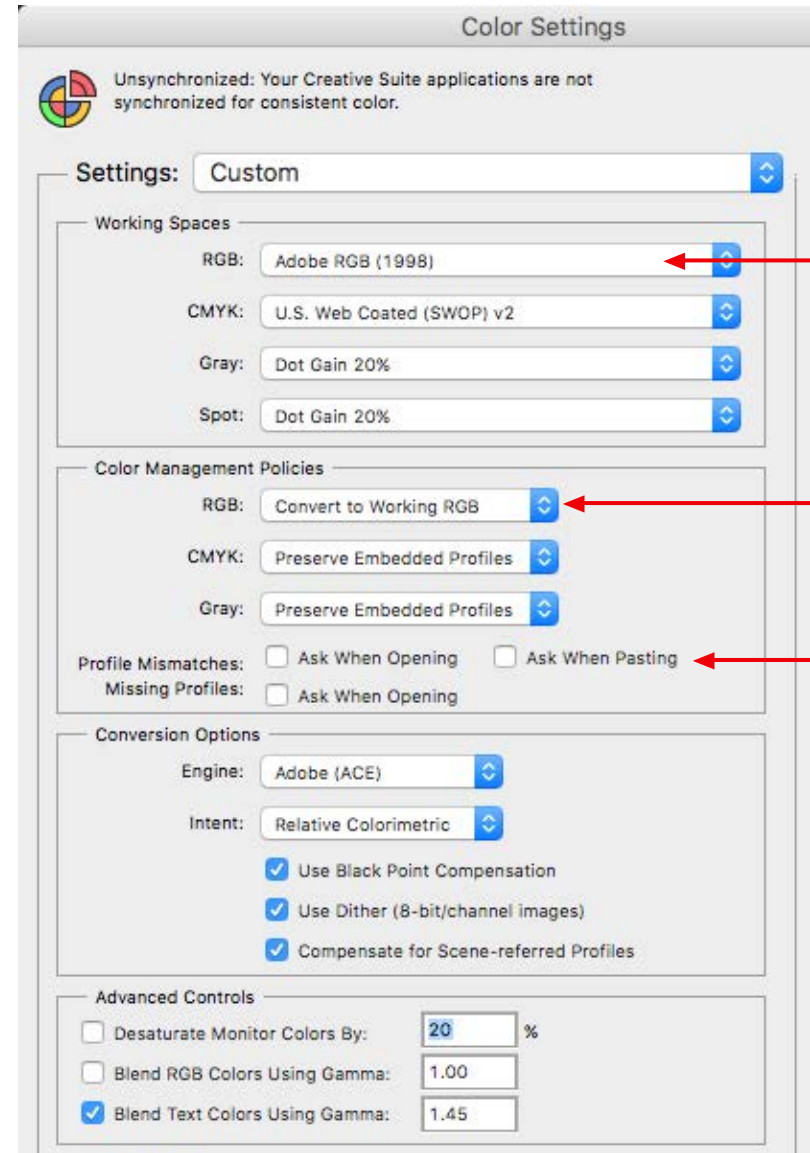 Color Settings
Unsynchronized: Your Creative Suite applications are not
synchronized for consistent color.
Settings: Custom
Working Spaces
RGB: Adobe RGB (1998)
CMYK: U.S. Web Coated (SWOP) v2
Gray: Dot Gain 20%
Spot: Dot Gain 20%
Color Management Policies
RGB: Convert to Working RGB
CMYK: Preserve Embedded Profiles
Gray: Preserve Embedded Profiles
Profile Mismatches: Ask When Opening Ask When Pasting
Missing Profiles: Ask When Opening
Conversion Options
Engine: Adobe (ACE)
Intent: Relative Colorimetric
Use Black Point Compensation
Use Dither (8-bit/channel images)
Compensate for Scene-referred Profiles
Advanced Controls
Desaturate Monitor Colors By: 20 %
Blend RGB Colors Using Gamma: 1.00
Blend Text Colors Using Gamma: 1.45